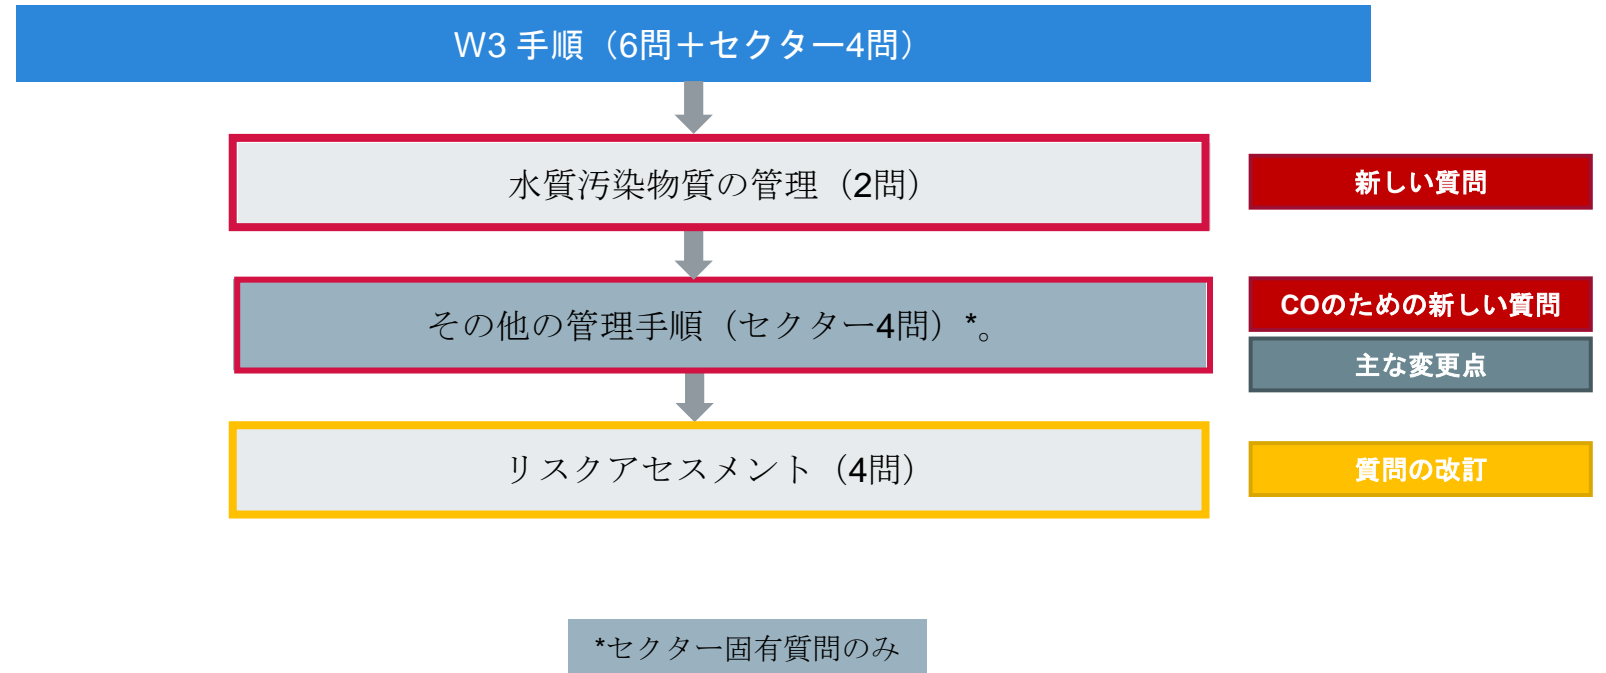 W3 手順（6問＋セクター4問）
水質汚染物質の管理（2問）
新しい質問
その他の管理手順（セクター4問）*。
COのための新しい質問
主な変更点
リスクアセスメント（4問）
質問の改訂
*セクター固有質問のみ